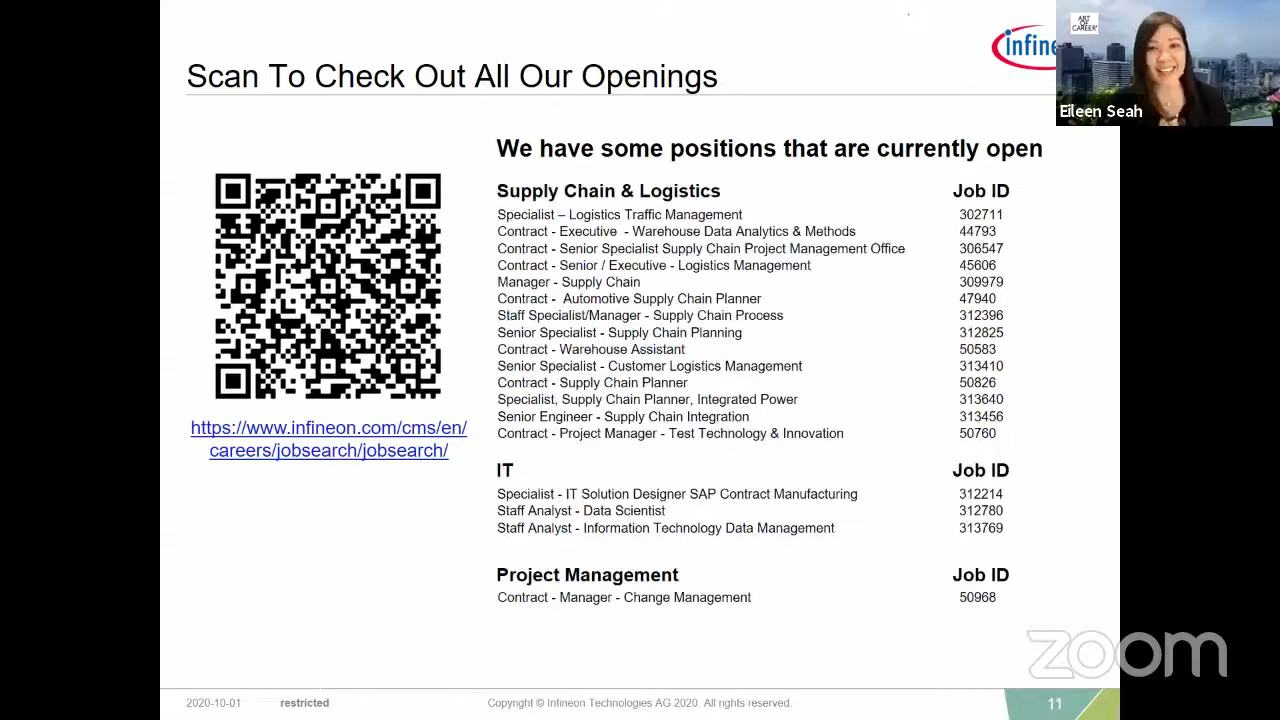 infine
ART
OF
CAREER
Eileen Seah
Scan To Check Out All Our Openings
We have some positions that are currently open
Supply Chain & Logistics Job ID
Specialist – Logistics Traffic Management 302711
Contract - Executive - Warehouse Data Analytics & Methods 44793
Contract - Senior Specialist Supply Chain Project Management Office 306547
Contract - Senior / Executive - Logistics Management 45606
Manager - Supply Chain 309979
Contract - Automotive Supply Chain Planner 47940
Staff Specialist/Manager - Supply Chain Process 312396
Senior Specialist - Supply Chain Planning 312825
Contract - Warehouse Assistant 50583
Senior Specialist - Customer Logistics Management 313410
Contract - Supply Chain Planner 50826
Specialist, Supply Chain Planner, Integrated Power 313640
Senior Engineer - Supply Chain Integration 313456
Contract - Project Manager - Test Technology & Innovation 50760
https://www.infineon.com/cms/en/
careers/jobsearch/jobsearch/
IT Job ID
Specialist - IT Solution Designer SAP Contract Manufacturing 312214
Staff Analyst - Data Scientist 312780
Staff Analyst - Information Technology Data Management 313769
Project Management Job ID
Contract - Manager - Change Management 50968
zoom
2020-10-01 restricted Copyright © Infineon Technologies AG 2020. All rights reserved. 11